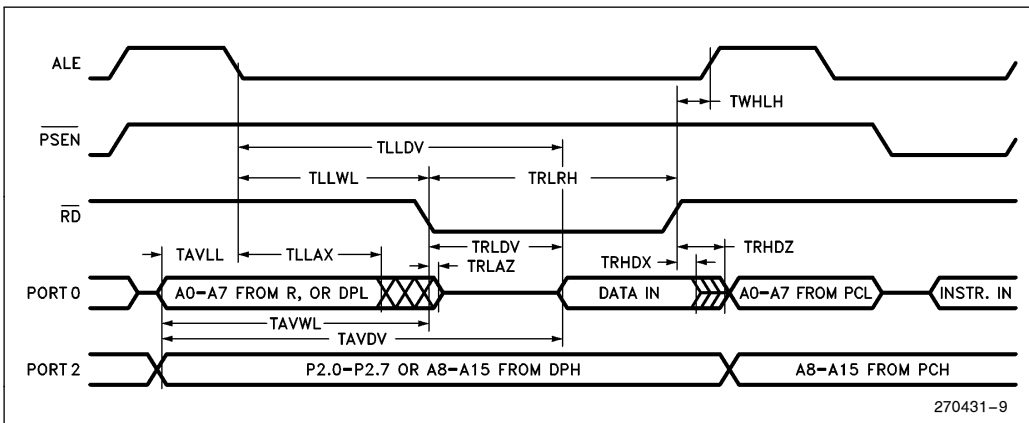 ALE
TWHLH
PSEN
TLLDV
TLLWL
TRLRH
RD
TAVLL
TLLAX
TRLDV
TRLAZ
TRHDX
TRHDZ
PORT 0
A0–A7 FROM R, OR DPL
DATA IN
A0–A7 FROM PCL
INSTR. IN
TAVWL
TAVDV
PORT 2
P2.0–P2.7 OR A8–A15 FROM DPH
A8–A15 FROM PCH
270431–9